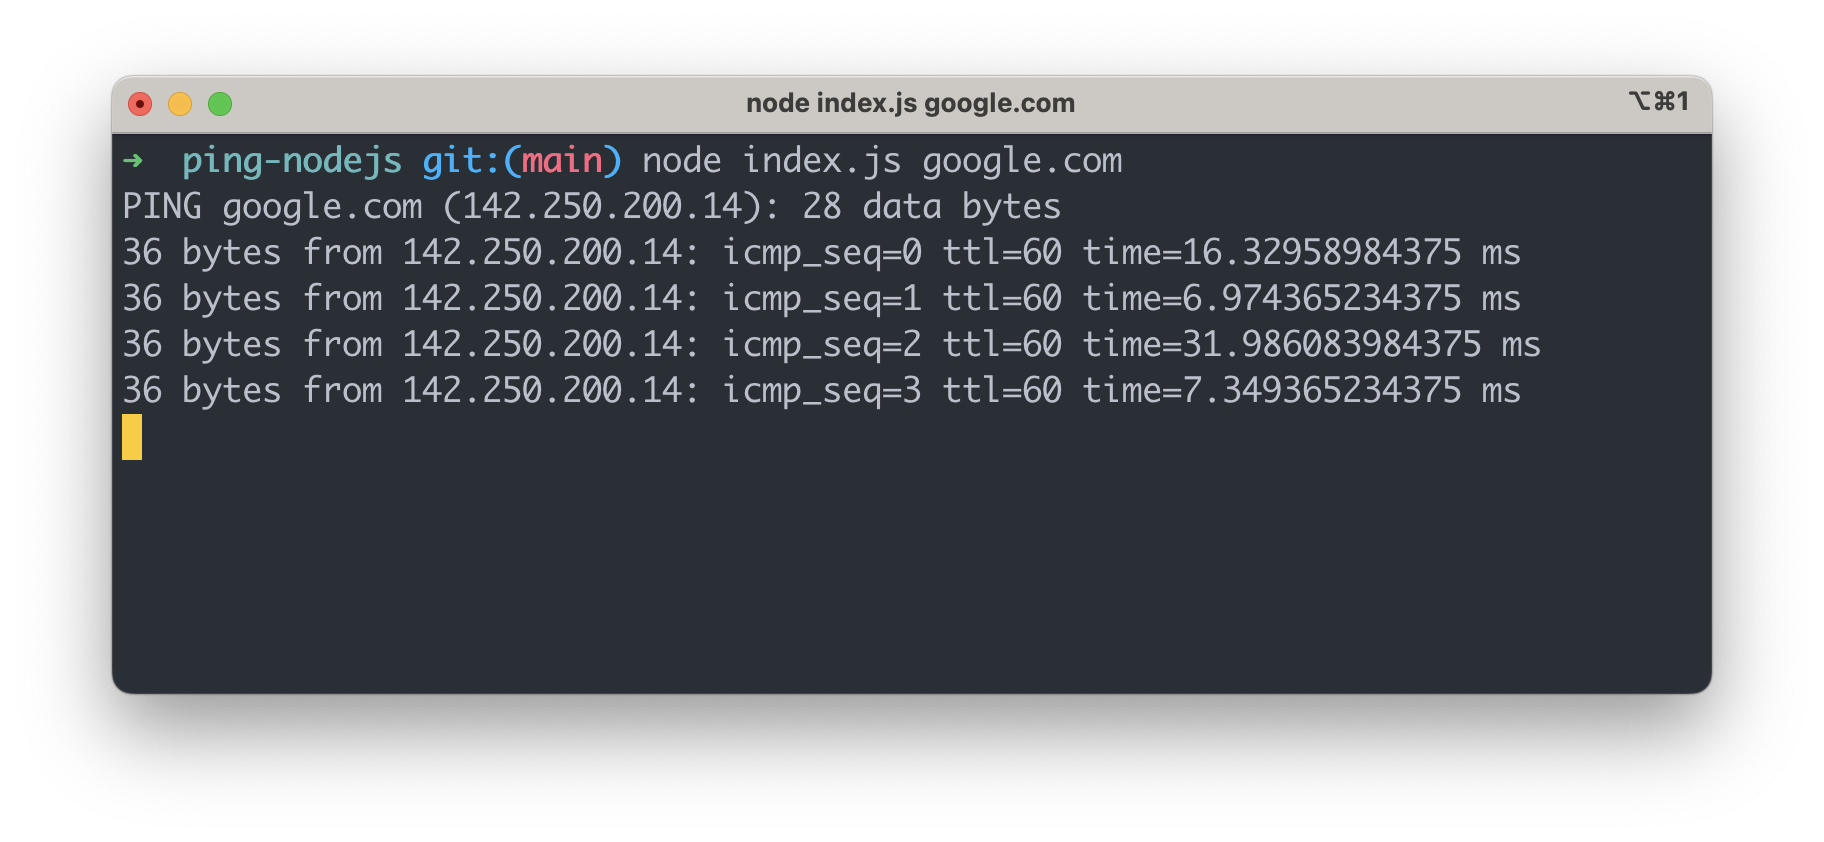 node index.js google.com
⌥⌘1
➜ ping-nodejs git:(main) node index.js google.com
PING google.com (142.250.200.14): 28 data bytes
36 bytes from 142.250.200.14: icmp_seq=0 ttl=60 time=16.32958984375 ms
36 bytes from 142.250.200.14: icmp_seq=1 ttl=60 time=6.974365234375 ms
36 bytes from 142.250.200.14: icmp_seq=2 ttl=60 time=31.986083984375 ms
36 bytes from 142.250.200.14: icmp_seq=3 ttl=60 time=7.349365234375 ms